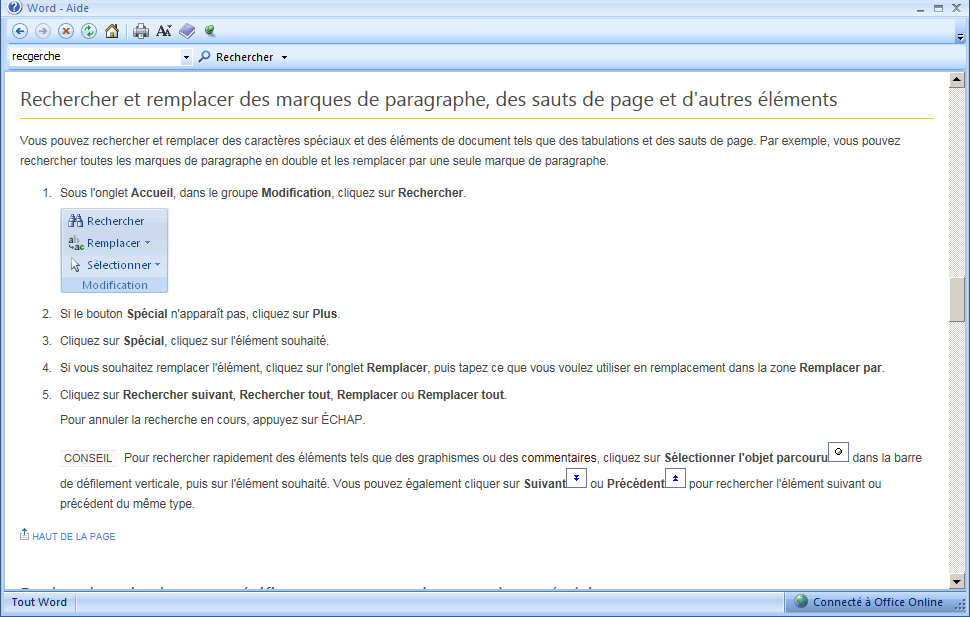 Word - Aide
recgerche
Rechercher
Rechercher et remplacer des marques de paragraphe, des sauts de page et d'autres éléments
Vous pouvez rechercher et remplacer des caractères spéciaux et des éléments de document tels que des tabulations et des sauts de page. Par exemple, vous pouvez
rechercher toutes les marques de paragraphe en double et les remplacer par une seule marque de paragraphe.
1. Sous l'onglet Accueil, dans le groupe Modification, cliquez sur Rechercher.
Rechercher
Remplacer
Sélectionner
Modification
2. Si le bouton Spécial n'apparaît pas, cliquez sur Plus.
3. Cliquez sur Spécial, cliquez sur l'élément souhaité.
4. Si vous souhaitez remplacer l'élément, cliquez sur l'onglet Remplacer, puis tapez ce que vous voulez utiliser en remplacement dans la zone Remplacer par.
5. Cliquez sur Rechercher suivant, Rechercher tout, Remplacer ou Remplacer tout.
Pour annuler la recherche en cours, appuyez sur ÉCHAP.
CONSEIL Pour rechercher rapidement des éléments tels que des graphismes ou des commentaires, cliquez sur Sélectionner l'objet parcouru dans la barre
de défilement verticale, puis sur l'élément souhaité. Vous pouvez également cliquer sur Suivant ou Précédent pour rechercher l'élément suivant ou
précédent du même type.
HAUT DE LA PAGE
Tout Word
Connecté à Office Online